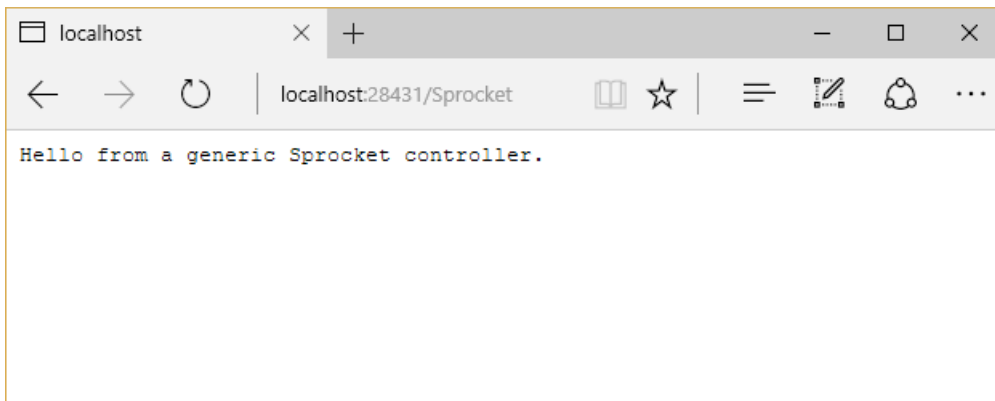 localhost
localhost:28431/Sprocket
Hello from a generic Sprocket controller.